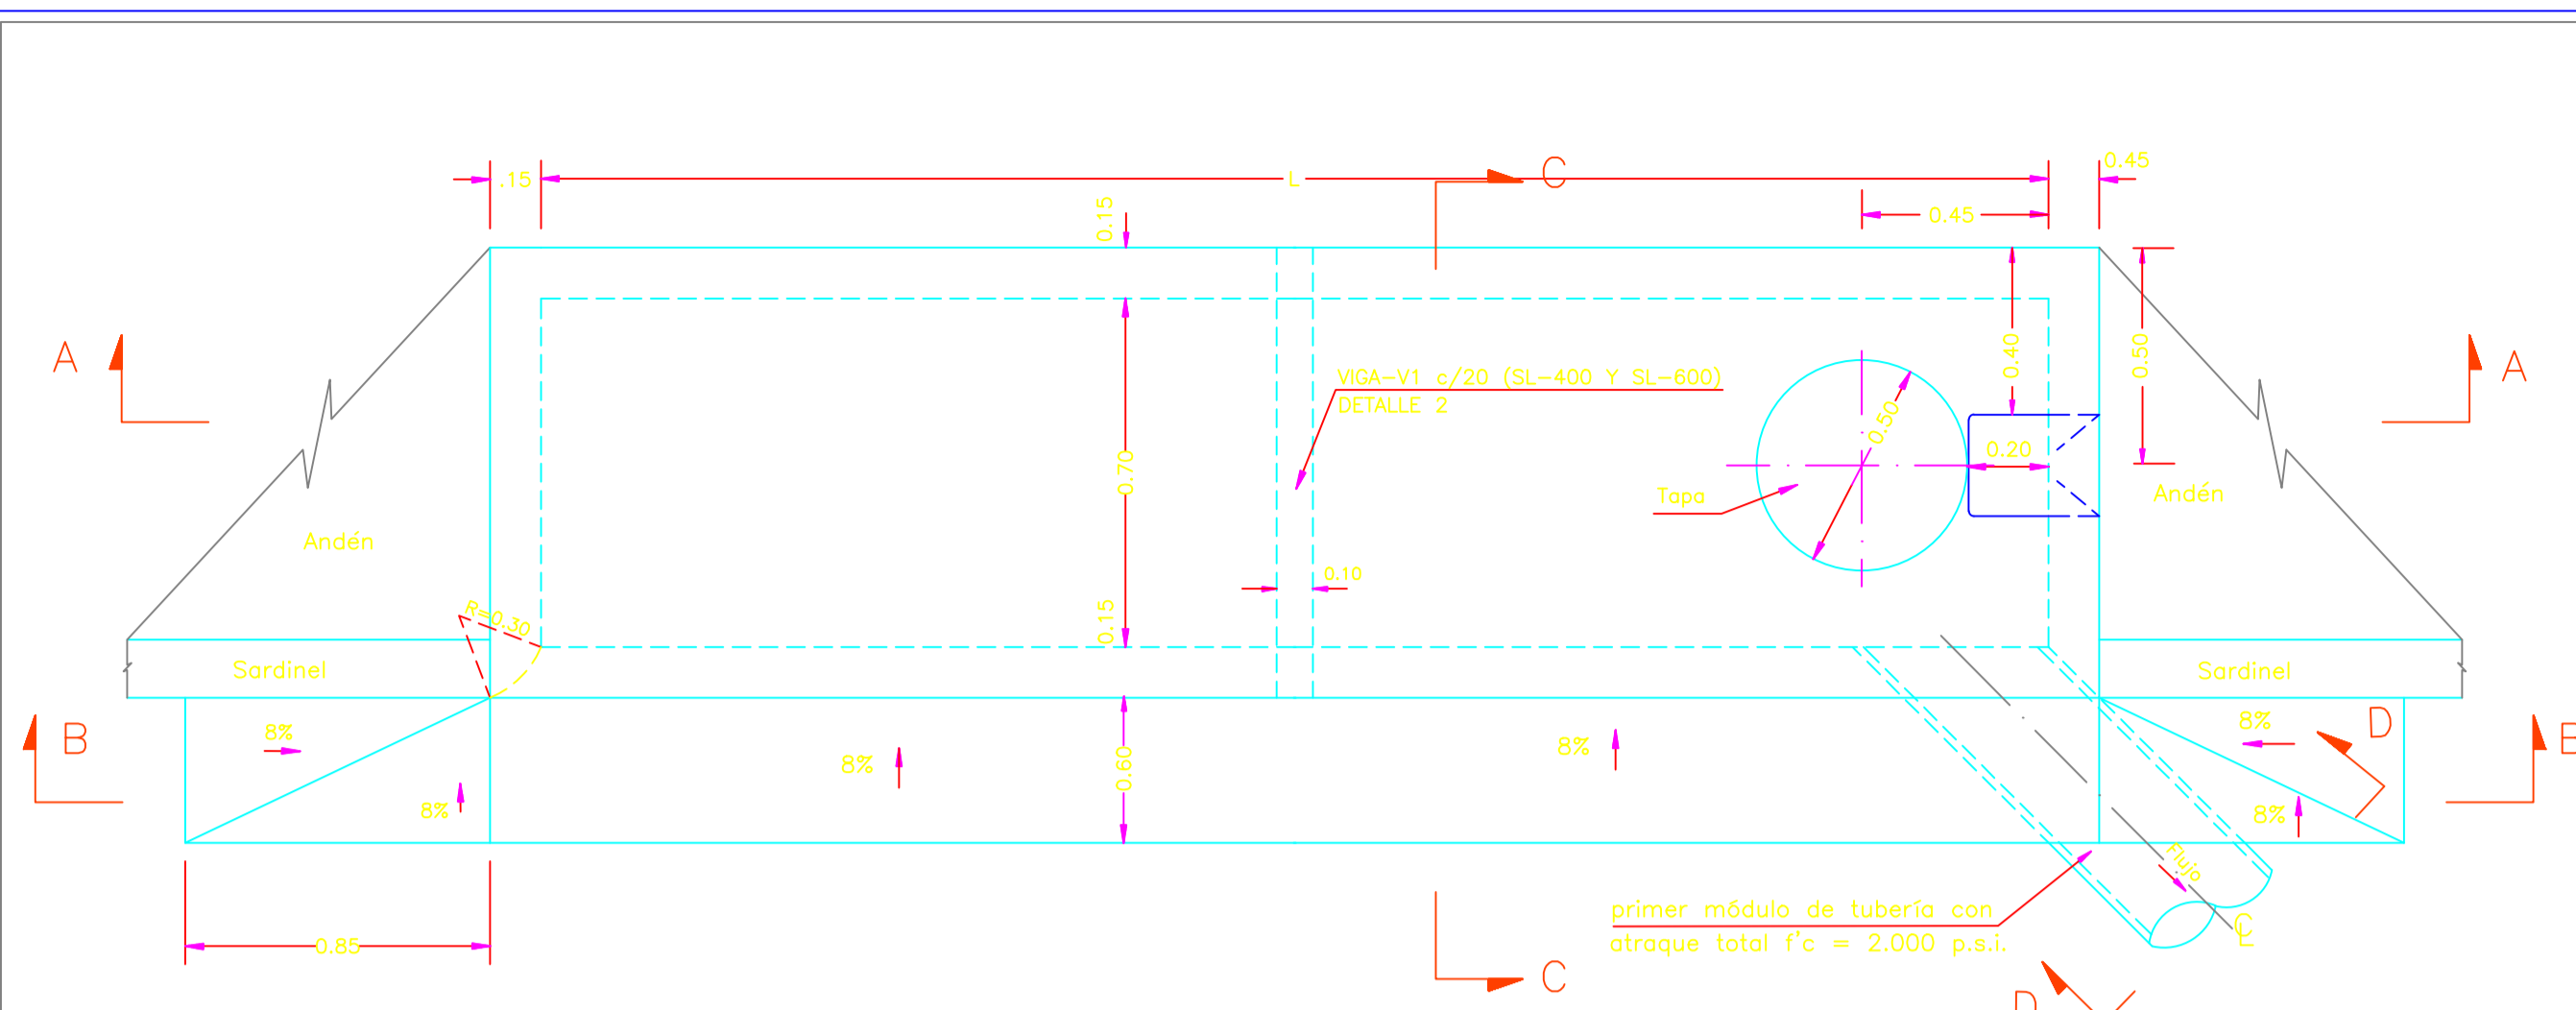 0.45
C
.15
L
0.15
0.45
A
0.40
0.50
A
VIGA-V1 c/20 (SL-400 Y SL-600)
DETALLE 2
0.50
0.70
0.20
Tapa
Andén
Andén
0.10
R=0.30
0.15
Sardinel
Sardinel
B
8%
8%
D
8%
8%
0.60
8%
8%
Flujo
primer módulo de tubería con
atraque total f'c = 2.000 p.s.i.
CL
0.85
C